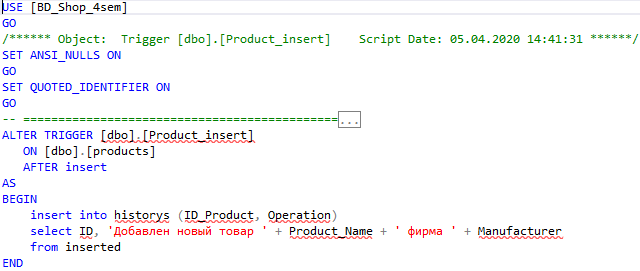 USE [BD_Shop_4sem]
GO
/****** Object:  Trigger [dbo].[Product_insert]    Script Date: 05.04.2020 14:41:31 ******/
SET ANSI_NULLS ON
GO
SET QUOTED_IDENTIFIER ON
GO
-- =============================================...
ALTER TRIGGER [dbo].[Product_insert]
   ON [dbo].[products]
   AFTER insert
AS
BEGIN
    insert into historys (ID_Product, Operation)
    select ID, 'Добавлен новый товар ' + Product_Name + ' фирма ' + Manufacturer
    from inserted
END